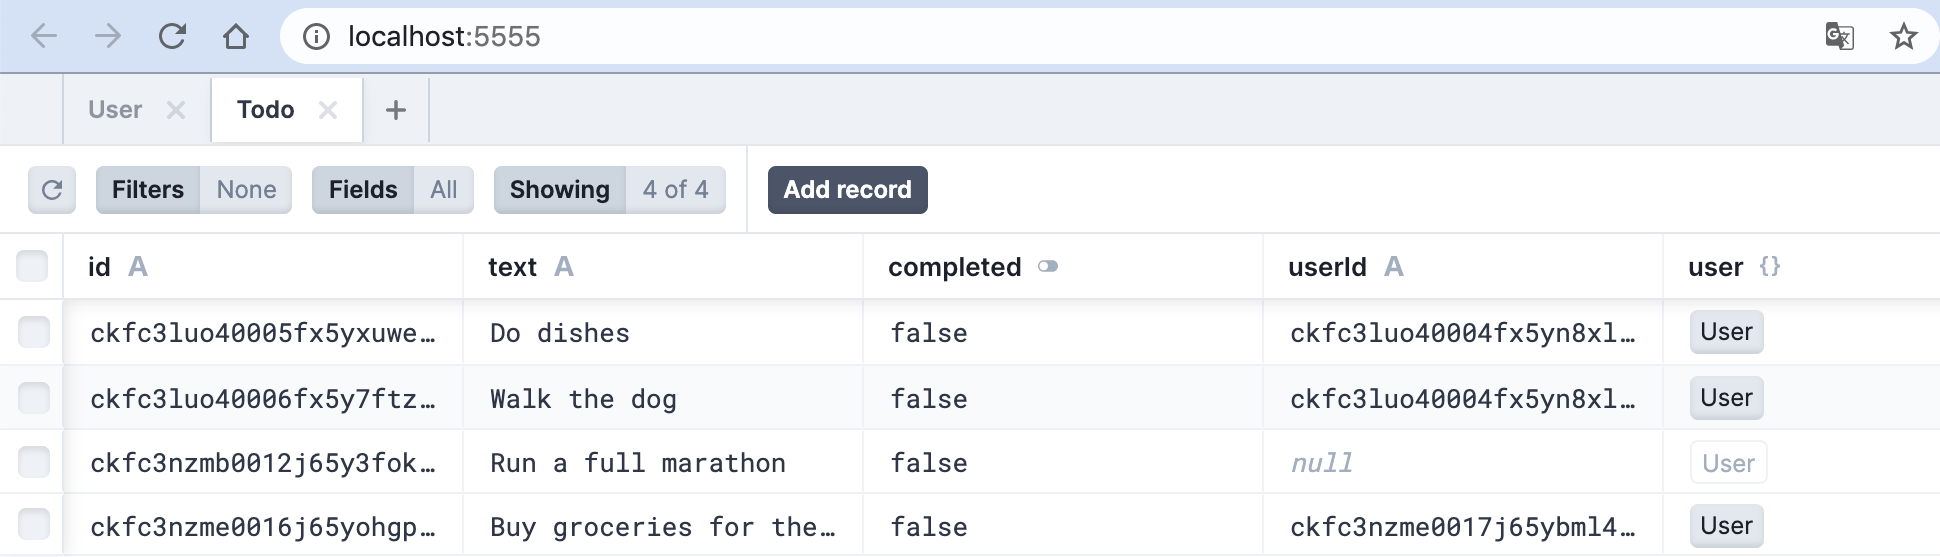 localhost:5555
User Todo
Filters None Fields All Showing 4 of 4 Add record
id A text A completed userId A user {}
ckfc3luo40005fx5yxuwe… Do dishes false ckfc3luo40004fx5yn8xl… User
ckfc3luo40006fx5y7ftz… Walk the dog false ckfc3luo40004fx5yn8xl… User
ckfc3nzmb0012j65y3fok… Run a full marathon false null User
ckfc3nzme0016j65yohgp… Buy groceries for the… false ckfc3nzme0017j65ybml4… User